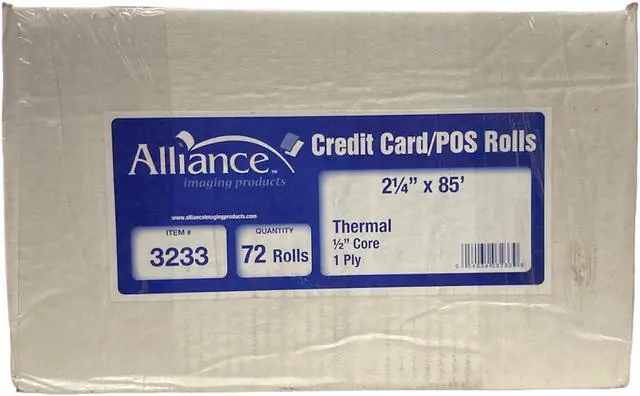 Alliance™
imaging products
Credit Card/POS Rolls
2¼” x 85’
Thermal
½” Core
1 Ply
www.allianceimagingproducts.com
ITEM #
3233
QUANTITY
72 Rolls